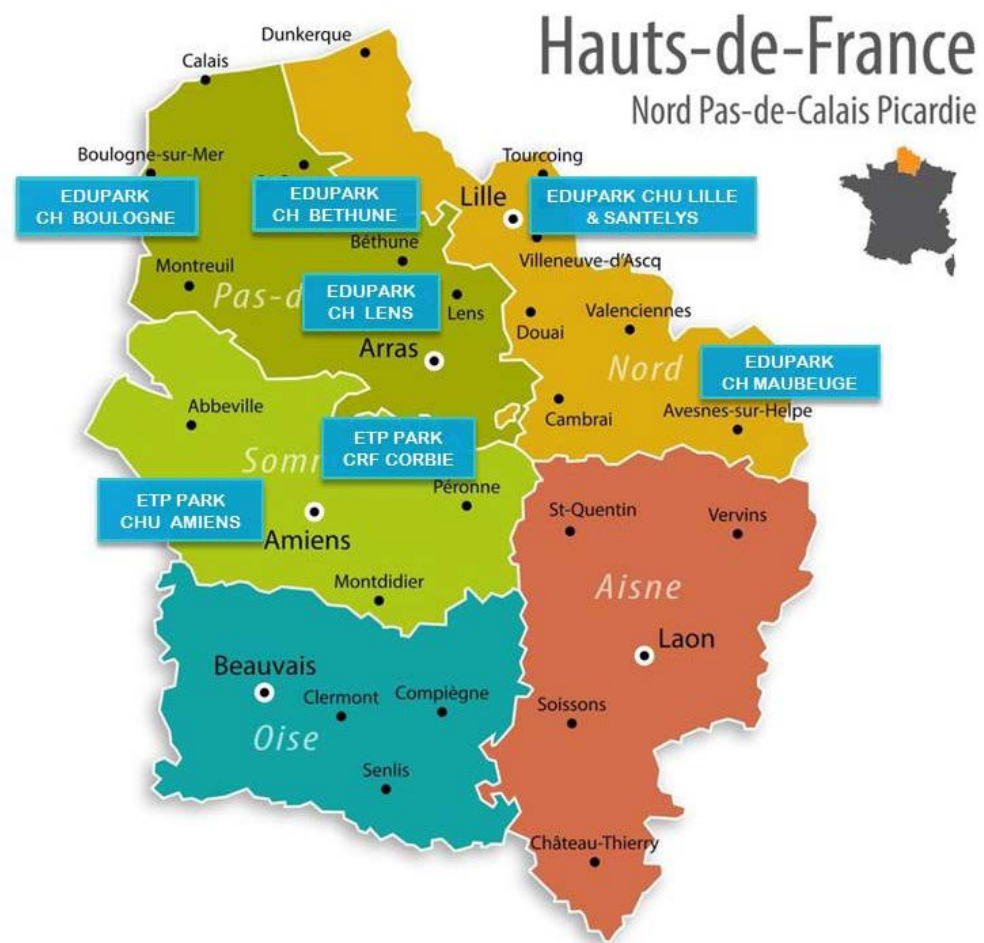 Hauts-de-France
Nord Pas-de-Calais Picardie
Dunkerque
Calais
Boulogne-sur-Mer
Tourcoing
EDUPARK
CH BOULOGNE
EDUPARK
CH BETHUNE
Lille
EDUPARK CHU LILLE
& SANTELYS
Béthune
Villeneuve-d'Ascq
Montreuil
Pas-d
EDUPARK
CH LENS
Lens
Douai
Valenciennes
Arras
Nord
EDUPARK
CH MAUBEUGE
Abbeville
Cambrai
Avesnes-sur-Helpe
Som
ETP PARK
CRF CORBIE
Péronne
ETP PARK
CHU AMIENS
Amiens
St-Quentin
Vervins
Montdidier
Aisne
Laon
Beauvais
Clermont
Compiègne
Soissons
Oise
Senlis
Château-Thierry